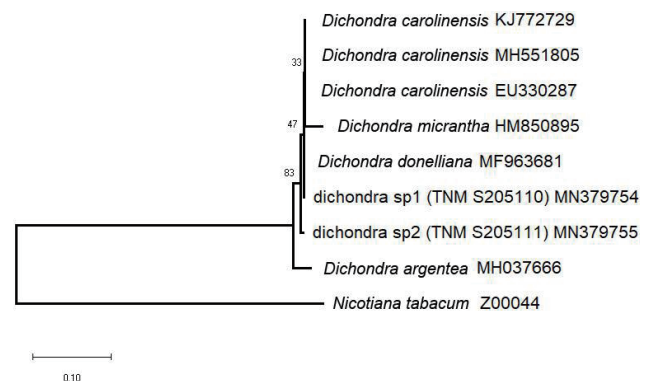 Dichondra carolinensis KJ772729
Dichondra carolinensis MH551805
33
Dichondra carolinensis EU330287
47
Dichondra micrantha HM850895
Dichondra donelliana MF963681
83
dichondra sp1 (TNM S205110) MN379754
dichondra sp2 (TNM S205111) MN379755
Dichondra argentea MH037666
Nicotiana tabacum Z00044
0.10